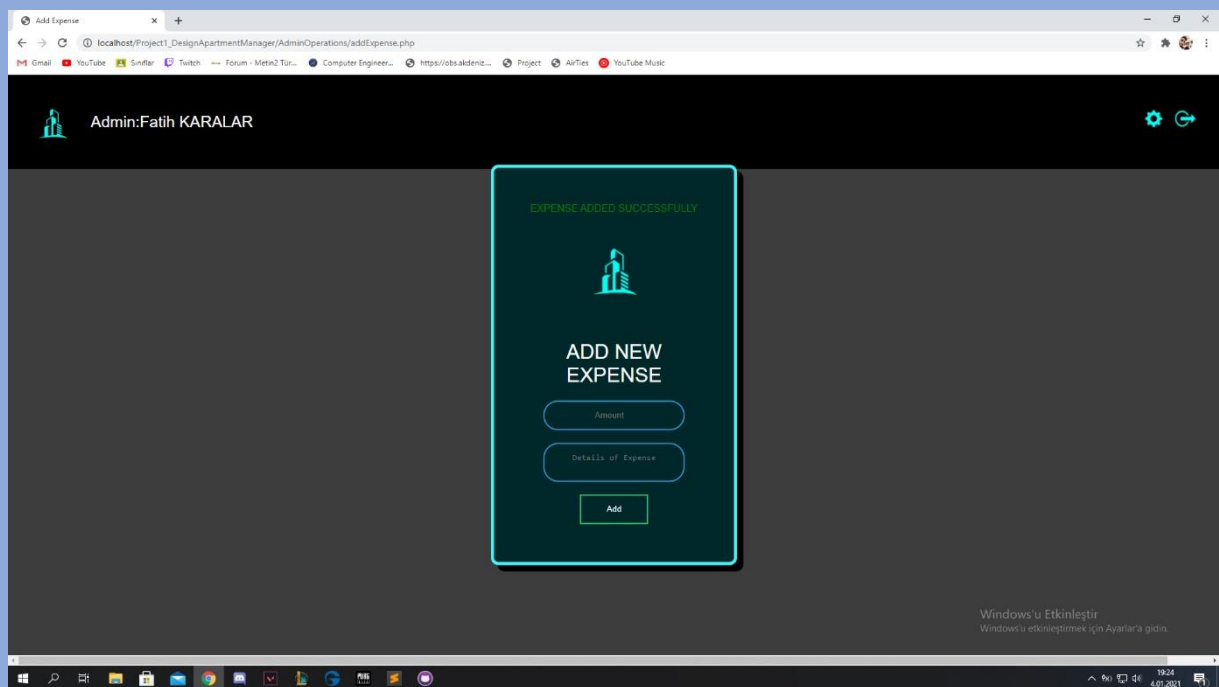 Add Expense
localhost/Project1_DesignApartmentManager/AdminOperations/addExpense.php
Gmail YouTube Sınıflar Twitch Forum - Metin2 Tür... Computer Engineer... https://obs.akdeniz... Project AirTies YouTube Music
Admin:Fatih KARALAR
EXPENSE ADDED SUCCESSFULLY
ADD NEW
EXPENSE
Amount
Details of Expense
Add
Windows'u Etkinleştir
Windows'u etkinleştirmek için Ayarlar'a gidin.
19:24
4.01.2021